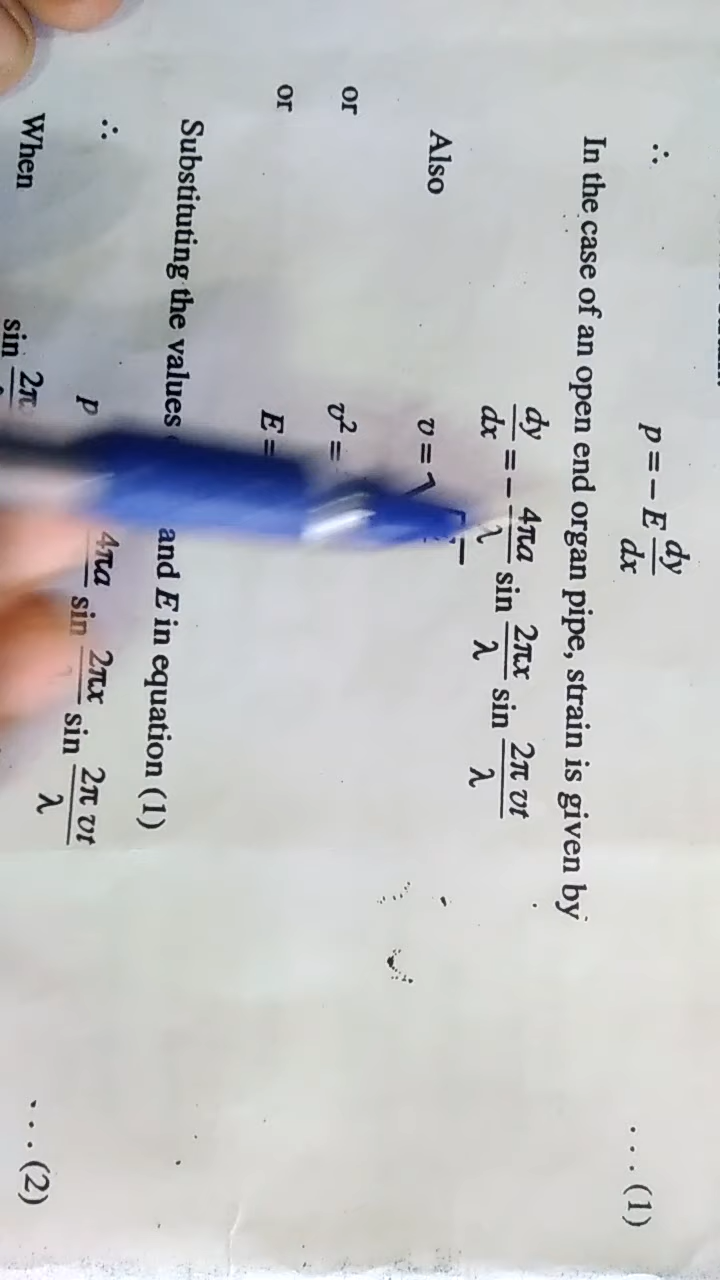 ∴ p = − E dy/dx ... (1)
In the case of an open end organ pipe, strain is given by
dy/dx = − 4πa/λ sin 2πx/λ sin 2π vt/λ
Also v =
or v² =
or E =
Substituting the values and E in equation (1)
∴ p 4πa sin 2πx sin 2π vt/λ ... (2)
When sin 2π